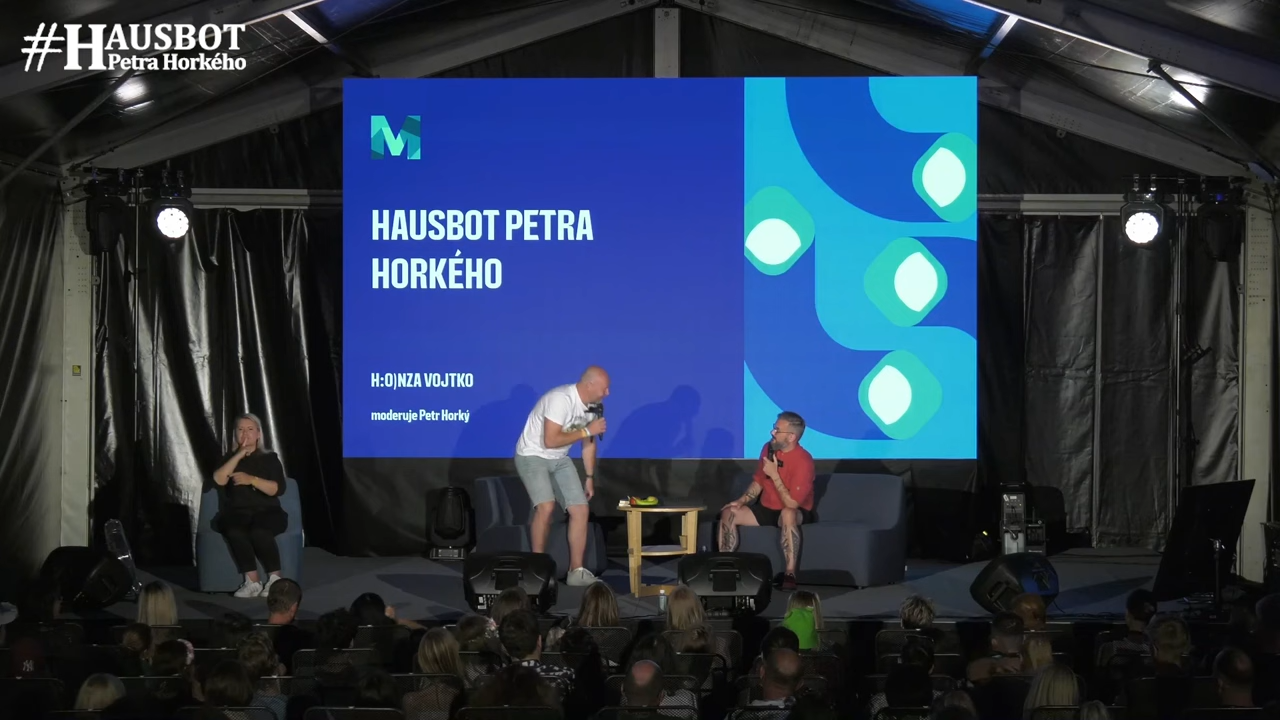 #HAUSBOT
Petra Horkého
M
HAUSBOT PETRA
HORKÉHO
H:O)NZA VOJTKO
moderuje Petr Horký